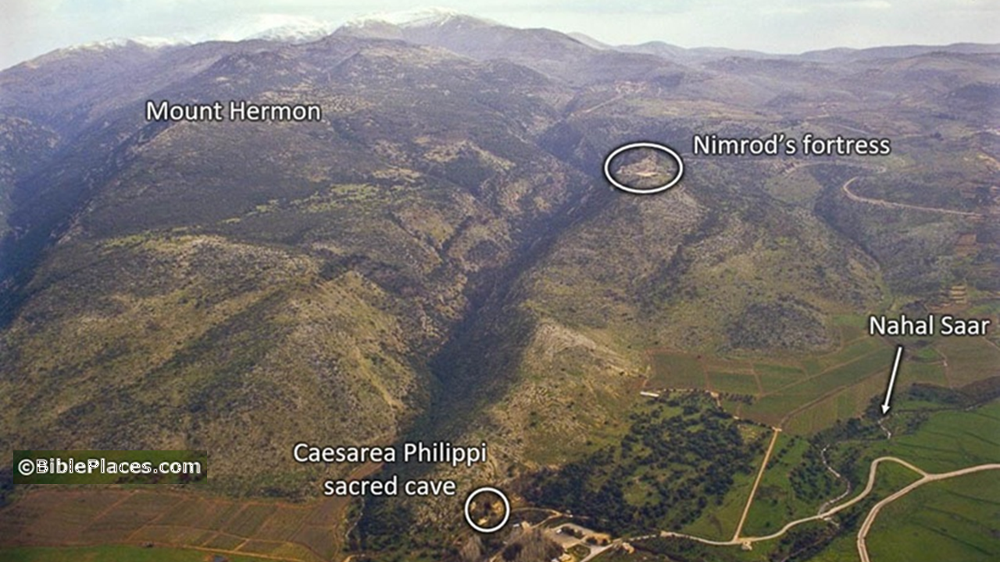 Mount Hermon
Nimrod’s fortress
Nahal Saar
Caesarea Philippi
sacred cave
©BiblePlaces.com